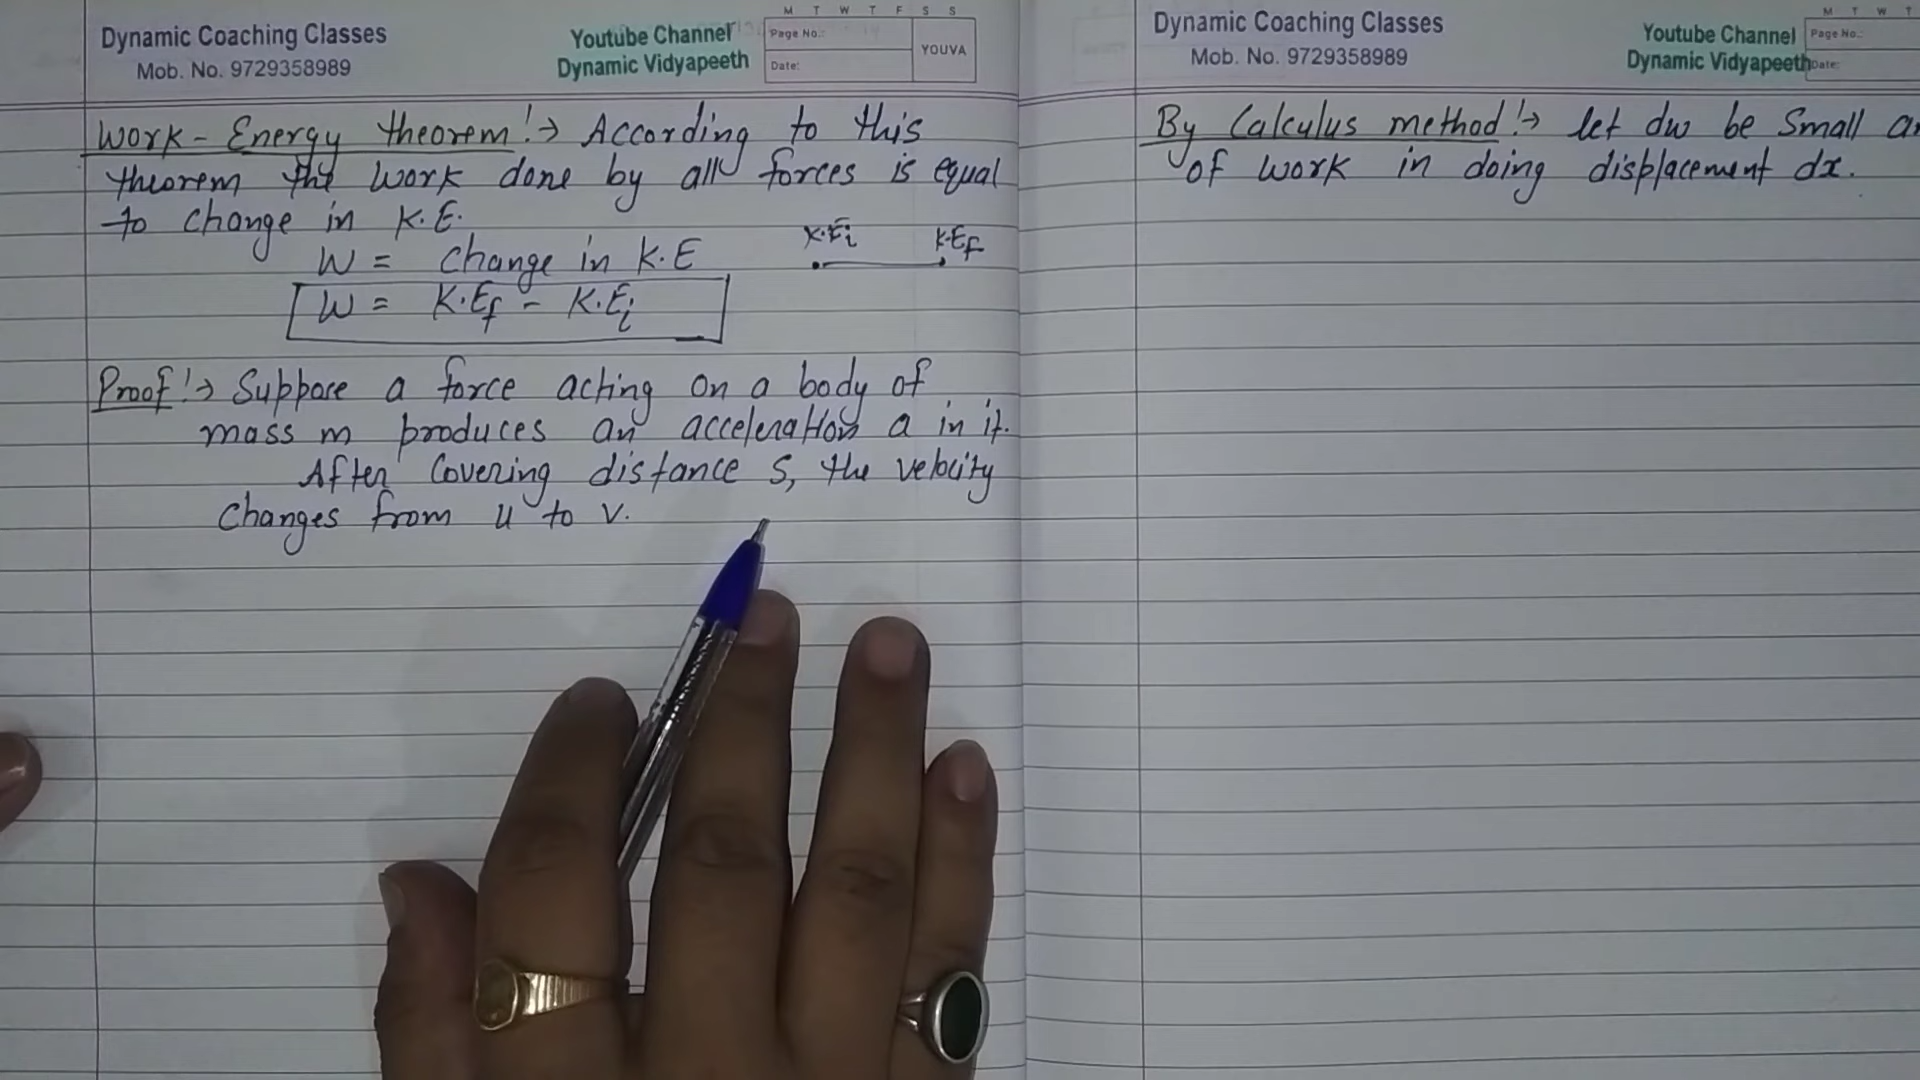 Dynamic Coaching Classes
Mob. No. 9729358989
Youtube Channel
Dynamic Vidyapeeth
M T W T F S S
Page No.:
Date:
YOUVA
Work - Energy theorem :→ According to this
theorem the work done by all forces is equal
to change in K.E.
W = change in K.E
K.Ei K.Ef
W = K.Ef - K.Ei
Proof :→ Suppose a force acting on a body of
mass m produces an acceleration a in it.
After Covering distance s, the velocity
changes from u to v.
Dynamic Coaching Classes
Mob. No. 9729358989
Youtube Channel
Dynamic Vidyapeeth
M T W T
Page No.:
Date:
By Calculus method :→ let dw be Small
of work in doing displacement dx.